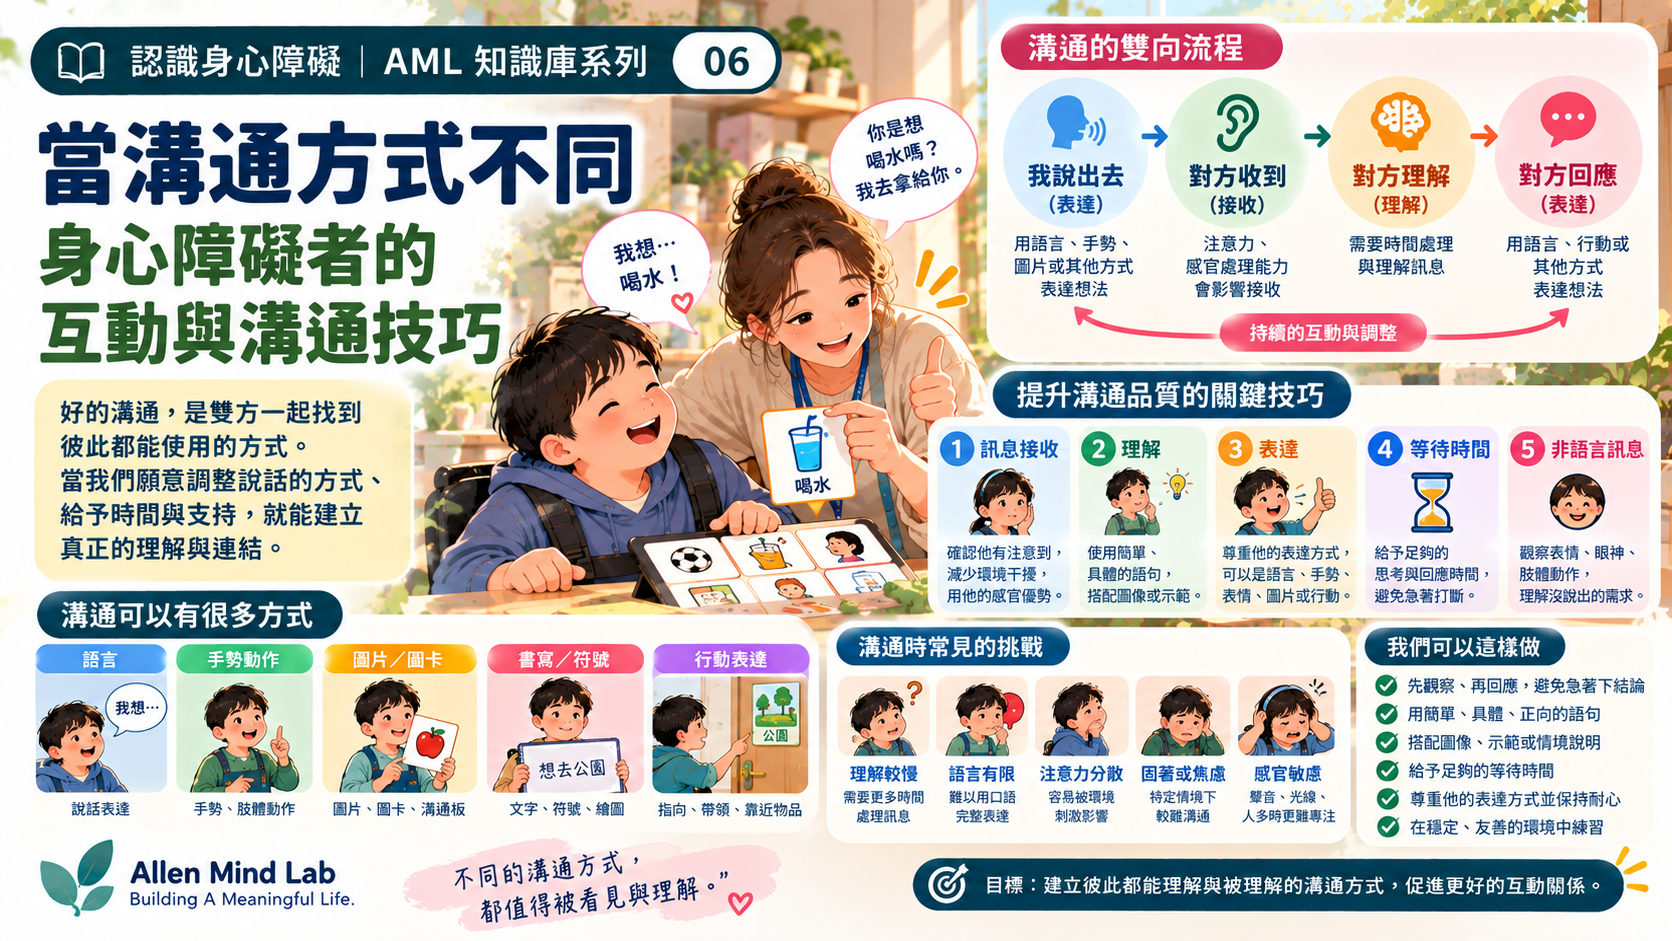 認識身心障礙｜AML 知識庫系列 06
當溝通方式不同
身心障礙者的
互動與溝通技巧
好的溝通，是雙方一起找到
彼此都能使用的方式。
當我們願意調整說話的方式、
給予時間與支持，就能建立
真正的理解與連結。
我想…
喝水！
你是想
喝水嗎？
我去拿給你。
喝水
溝通的雙向流程
我說出去
（表達）
用語言、手勢、
圖片或其他方式
表達想法
對方收到
（接收）
注意力、
感官處理能力
會影響接收
對方理解
（理解）
需要時間處理
與理解訊息
對方回應
（表達）
用語言、行動或
其他方式
表達想法
持續的互動與調整
提升溝通品質的關鍵技巧
1 訊息接收
確認他有注意到，
減少環境干擾，
用他的感官優勢。
2 理解
使用簡單、
具體的語句，
搭配圖像或示範。
3 表達
尊重他的表達方式，
可以是語言、手勢、
表情、圖片或行動。
4 等待時間
給予足夠的
思考與回應時間，
避免急著打斷。
5 非語言訊息
觀察表情、眼神、
肢體動作，
理解沒說出的需求。
溝通可以有很多方式
語言
我想…
說話表達
手勢動作
手勢、肢體動作
圖片／圖卡
圖片、圖卡、溝通板
書寫／符號
想去公園
文字、符號、繪圖
行動表達
公園
指向、帶領、靠近物品
溝通時常見的挑戰
理解較慢
需要更多時間
處理訊息
語言有限
難以用口語
完整表達
注意力分散
容易被環境
刺激影響
固著或焦慮
特定情境下
較難溝通
感官敏感
聲音、光線、
人多時更難專注
我們可以這樣做
先觀察、再回應，避免急著下結論
用簡單、具體、正向的語句
搭配圖像、示範或情境說明
給予足夠的等待時間
尊重他的表達方式並保持耐心
在穩定、友善的環境中練習
Allen Mind Lab
Building A Meaningful Life.
不同的溝通方式，
都值得被看見與理解。”
目標：建立彼此都能理解與被理解的溝通方式，促進更好的互動關係。